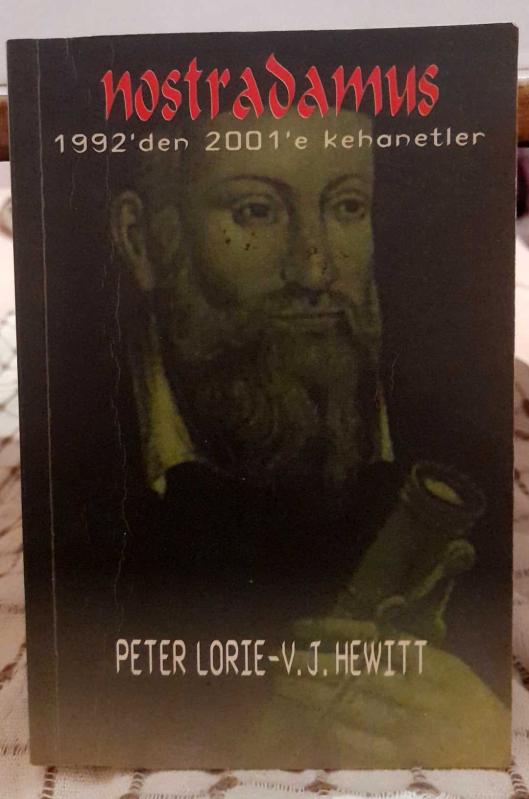 nostradamus
1992'den 2001'e kehanetler
PETER LORIE-V.J. HEWITT